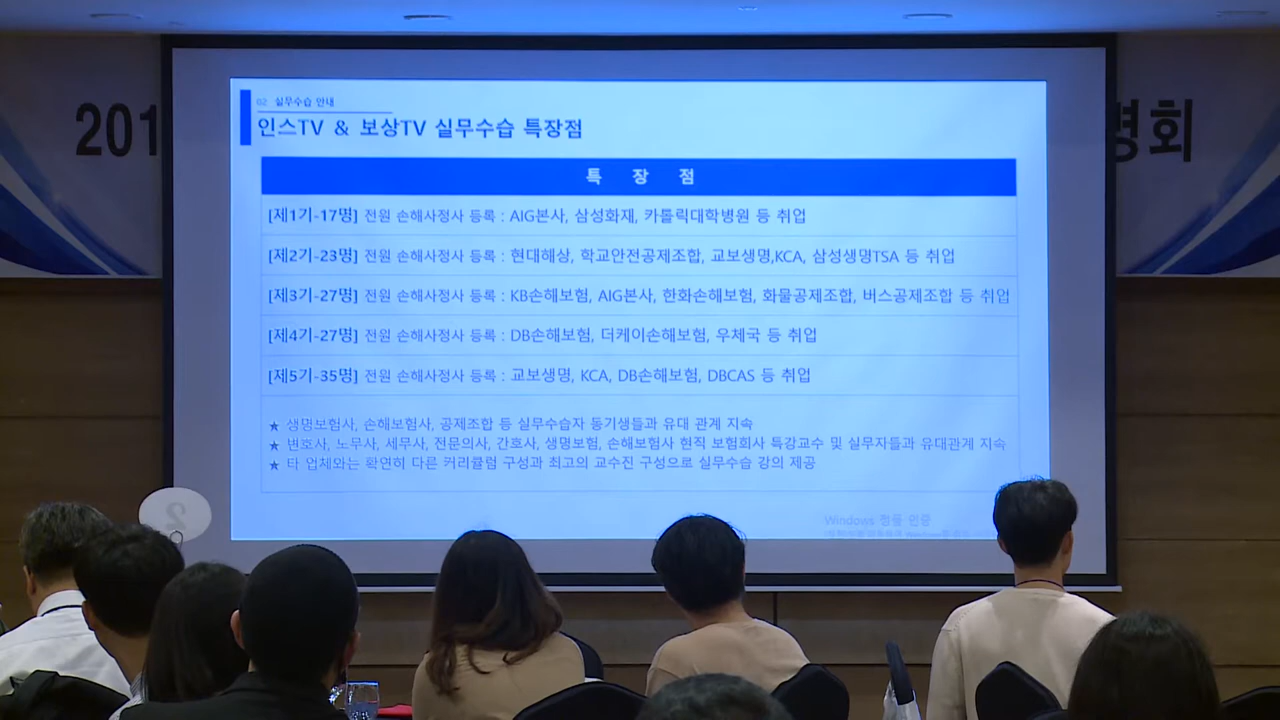 201
명회
02 실무수습 안내
인스TV & 보상TV 실무수습 특장점
특 장 점
[제1기-17명] 전원 손해사정사 등록 : AIG본사, 삼성화재, 카톨릭대학병원 등 취업
[제2기-23명] 전원 손해사정사 등록 : 현대해상, 학교안전공제조합, 교보생명,KCA, 삼성생명TSA 등 취업
[제3기-27명] 전원 손해사정사 등록 : KB손해보험, AIG본사, 한화손해보험, 화물공제조합, 버스공제조합 등 취업
[제4기-27명] 전원 손해사정사 등록 : DB손해보험, 더케이손해보험, 우체국 등 취업
[제5기-35명] 전원 손해사정사 등록 : 교보생명, KCA, DB손해보험, DBCAS 등 취업
★ 생명보험사, 손해보험사, 공제조합 등 실무수습자 동기생들과 유대 관계 지속
★ 변호사, 노무사, 세무사, 전문의사, 간호사, 생명보험, 손해보험사 현직 보험회사 특강교수 및 실무자들과 유대관계 지속
★ 타 업체와는 확연히 다른 커리큘럼 구성과 최고의 교수진 구성으로 실무수습 강의 제공
Windows 정품 인증
2